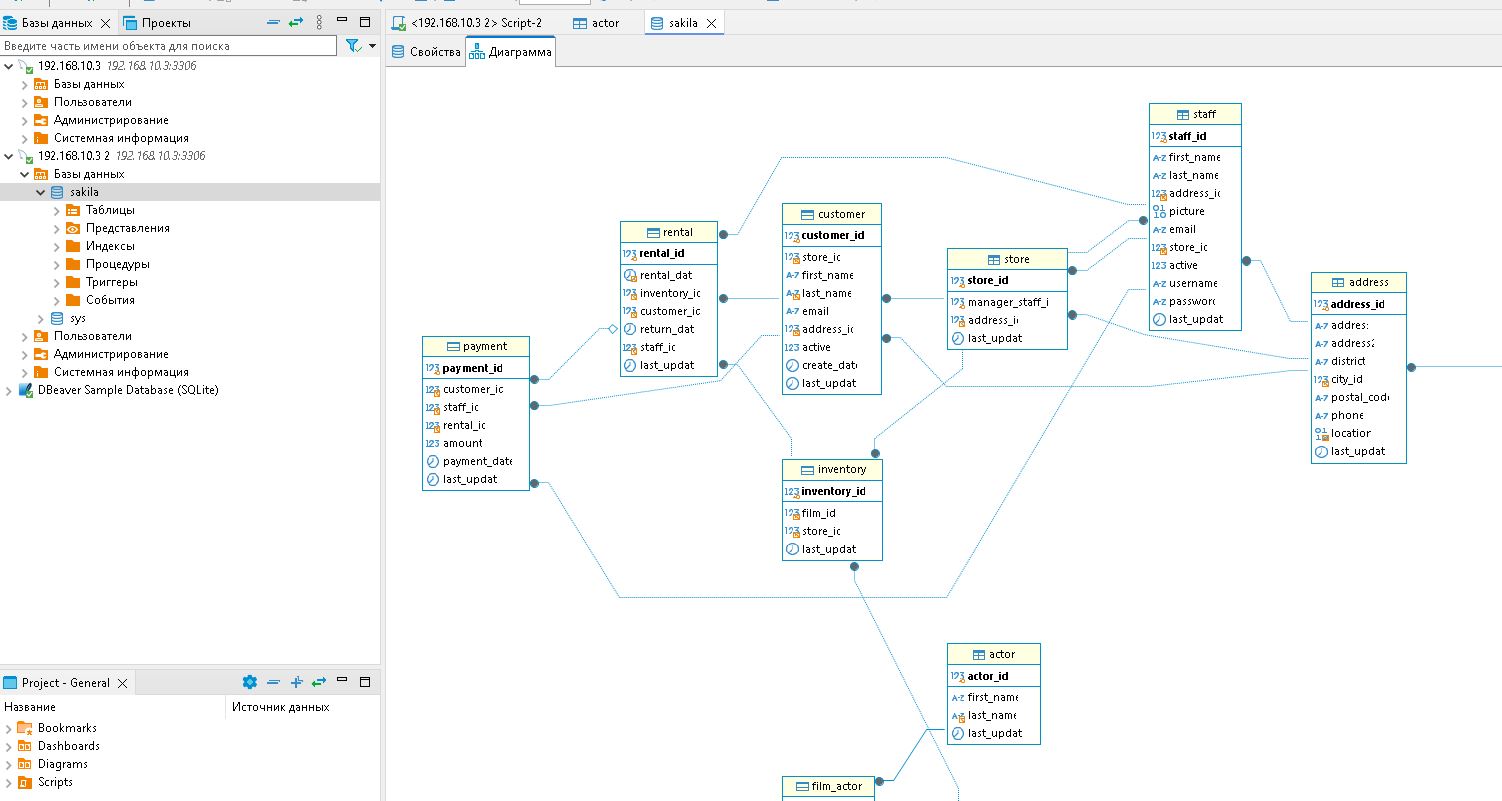 Базы данных
Проекты
Введите часть имени объекта для поиска
192.168.10.3 192.168.10.3:3306
Базы данных
Пользователи
Администрирование
Системная информация
192.168.10.3 2 192.168.10.3:3306
Базы данных
sakila
Таблицы
Представления
Индексы
Процедуры
Триггеры
События
sys
Пользователи
Администрирование
Системная информация
DBeaver Sample Database (SQLite)
Project - General
Название
Источник данных
Bookmarks
Dashboards
Diagrams
Scripts
<192.168.10.3 2> Script-2
actor
sakila
Свойства
Диаграмма
payment
payment_id
customer_ic
staff_ic
rental_ic
amount
payment_date
last_updat
rental
rental_id
rental_dat
inventory_ic
customer_ic
return_dat
staff_ic
last_updat
customer
customer_id
store_ic
first_name
last_name
email
address_ic
active
create_date
last_updat
inventory
inventory_id
film_id
store_ic
last_updat
store
store_id
manager_staff_i
address_ic
last_updat
staff
staff_id
first_name
last_name
address_ic
picture
email
store_ic
active
username
password
last_updat
address
address_id
addres
address2
district
city_id
postal_code
phone
location
last_updat
actor
actor_id
first_name
last_name
last_updat
film_actor